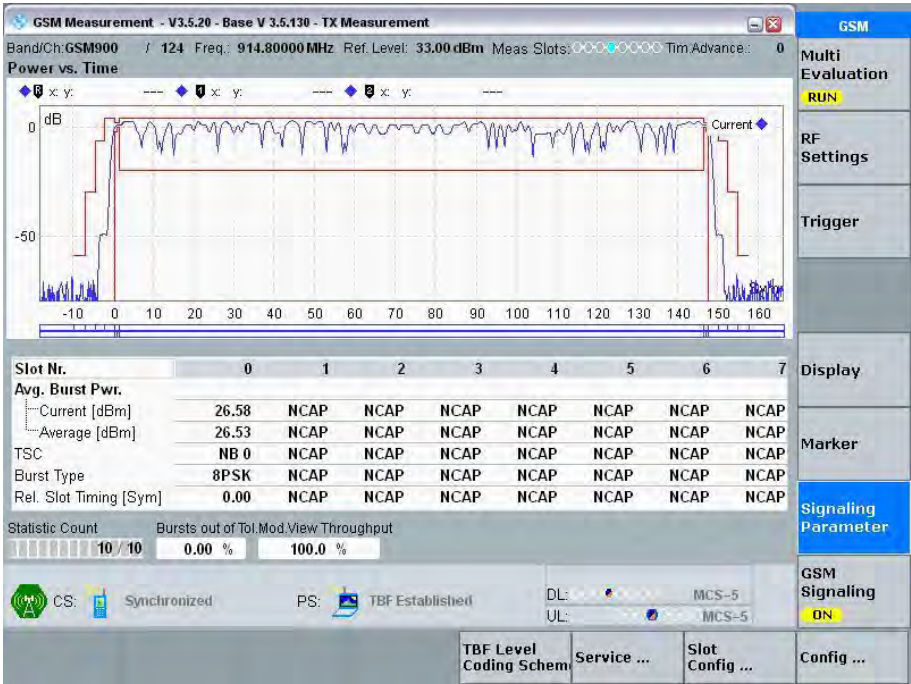 GSM Measurement - V3.5.20 - Base V 3.5.130 - TX Measurement
GSM
Band/Ch: GSM900 / 124 Freq.: 914.80000 MHz Ref. Level: 33.00 dBm Meas Slots: Tim.Advance.: 0
Power vs. Time
Multi Evaluation
RUN
R x: y: --- 1 x: y: --- 2 x: y: ---
dB
Current
0
-50
-10 0 10 20 30 40 50 60 70 80 90 100 110 120 130 140 150 160
RF Settings
Trigger
Slot Nr. 0 1 2 3 4 5 6 7
Avg. Burst Pwr.
Current [dBm] 26.58 NCAP NCAP NCAP NCAP NCAP NCAP NCAP
Average [dBm] 26.53 NCAP NCAP NCAP NCAP NCAP NCAP NCAP
TSC NB 0 NCAP NCAP NCAP NCAP NCAP NCAP NCAP
Burst Type 8PSK NCAP NCAP NCAP NCAP NCAP NCAP NCAP
Rel. Slot Timing [Sym] 0.00 NCAP NCAP NCAP NCAP NCAP NCAP NCAP
Display
Marker
Signaling Parameter
Statistic Count Bursts out of Tol. Mod.View Throughput
10 / 10 0.00 % 100.0 %
CS: Synchronized PS: TBF Established
DL: MCS-5
UL: MCS-5
GSM Signaling
ON
TBF Level
Coding Schem
Service ...
Slot
Config ...
Config ...